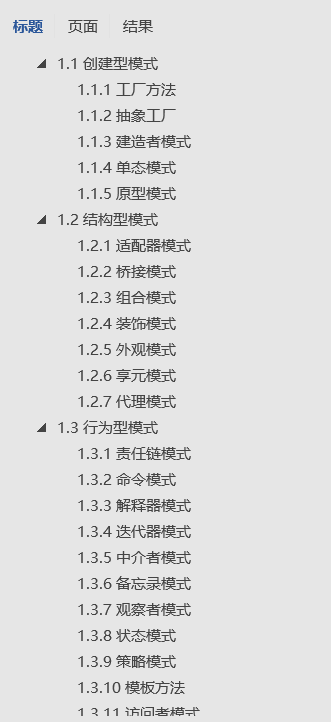 标题 页面 结果
1.1 创建型模式
1.1.1 工厂方法
1.1.2 抽象工厂
1.1.3 建造者模式
1.1.4 单态模式
1.1.5 原型模式
1.2 结构型模式
1.2.1 适配器模式
1.2.2 桥接模式
1.2.3 组合模式
1.2.4 装饰模式
1.2.5 外观模式
1.2.6 享元模式
1.2.7 代理模式
1.3 行为型模式
1.3.1 责任链模式
1.3.2 命令模式
1.3.3 解释器模式
1.3.4 迭代器模式
1.3.5 中介者模式
1.3.6 备忘录模式
1.3.7 观察者模式
1.3.8 状态模式
1.3.9 策略模式
1.3.10 模板方法
1.3.11 访问者模式